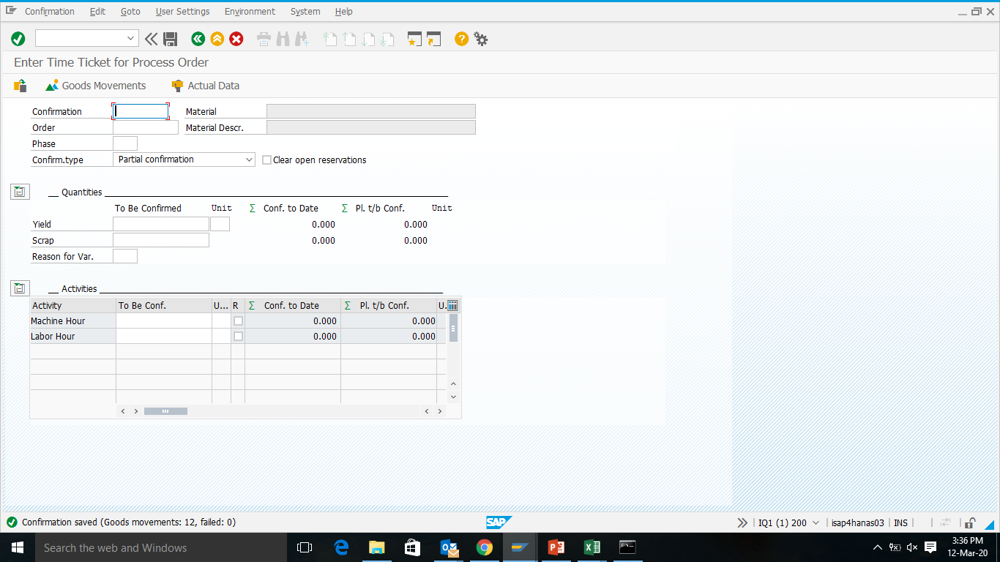 Confirmation Edit Goto User Settings Environment System Help
Enter Time Ticket for Process Order
Goods Movements Actual Data
Confirmation Material
Order Material Descr.
Phase
Confirm.type Partial confirmation Clear open reservations
Quantities
To Be Confirmed Unit Σ Conf. to Date Σ Pl. t/b Conf. Unit
Yield 0.000 0.000
Scrap 0.000 0.000
Reason for Var.
Activities
Activity To Be Conf. U... R Σ Conf. to Date Σ Pl. t/b Conf. U.
Machine Hour 0.000 0.000
Labor Hour 0.000 0.000
Confirmation saved (Goods movements: 12, failed: 0) SAP IQ1 (1) 200 isap4hanas03 INS
Search the web and Windows 3:36 PM
12-Mar-20